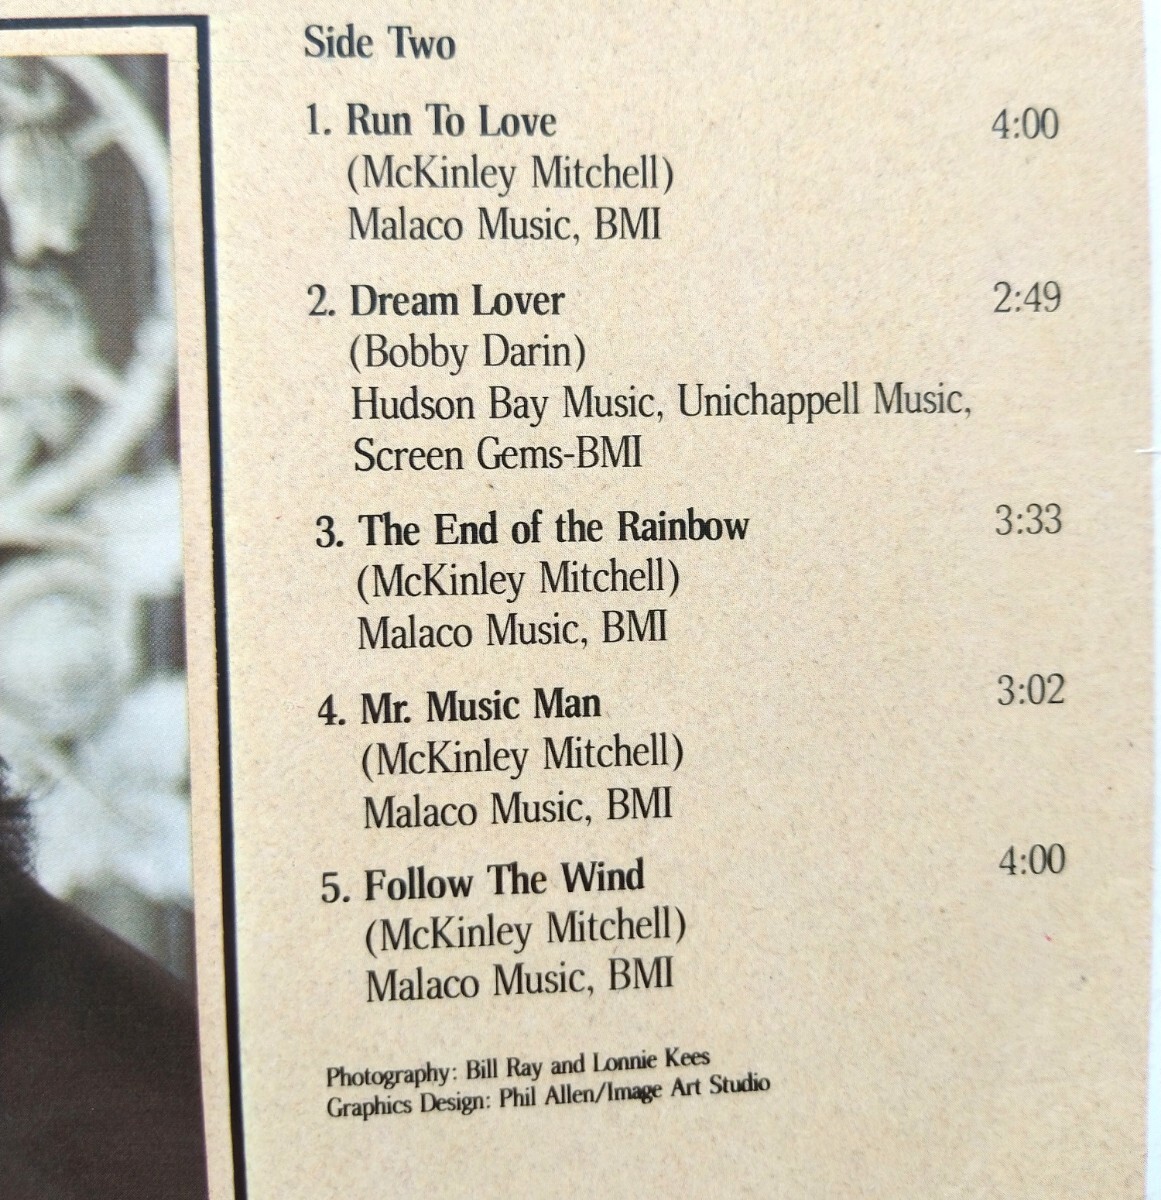 Side Two
1. Run To Love 4:00
(McKinley Mitchell)
Malaco Music, BMI
2. Dream Lover 2:49
(Bobby Darin)
Hudson Bay Music, Unichappell Music,
Screen Gems-BMI
3. The End of the Rainbow 3:33
(McKinley Mitchell)
Malaco Music, BMI
4. Mr. Music Man 3:02
(McKinley Mitchell)
Malaco Music, BMI
5. Follow The Wind 4:00
(McKinley Mitchell)
Malaco Music, BMI
Photography: Bill Ray and Lonnie Kees
Graphics Design: Phil Allen/Image Art Studio